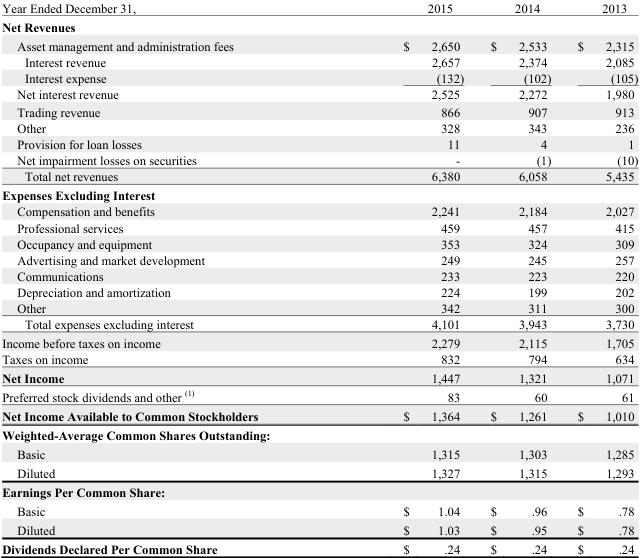 Year Ended December 31, 2015 2014 2013
Net Revenues
Asset management and administration fees $ 2,650 $ 2,533 $ 2,315
Interest revenue 2,657 2,374 2,085
Interest expense (132) (102) (105)
Net interest revenue 2,525 2,272 1,980
Trading revenue 866 907 913
Other 328 343 236
Provision for loan losses 11 4 1
Net impairment losses on securities - (1) (10)
Total net revenues 6,380 6,058 5,435
Expenses Excluding Interest
Compensation and benefits 2,241 2,184 2,027
Professional services 459 457 415
Occupancy and equipment 353 324 309
Advertising and market development 249 245 257
Communications 233 223 220
Depreciation and amortization 224 199 202
Other 342 311 300
Total expenses excluding interest 4,101 3,943 3,730
Income before taxes on income 2,279 2,115 1,705
Taxes on income 832 794 634
Net Income 1,447 1,321 1,071
Preferred stock dividends and other (1) 83 60 61
Net Income Available to Common Stockholders $ 1,364 $ 1,261 $ 1,010
Weighted-Average Common Shares Outstanding:
Basic 1,315 1,303 1,285
Diluted 1,327 1,315 1,293
Earnings Per Common Share:
Basic $ 1.04 $ .96 $ .78
Diluted $ 1.03 $ .95 $ .78
Dividends Declared Per Common Share $ .24 $ .24 $ .24